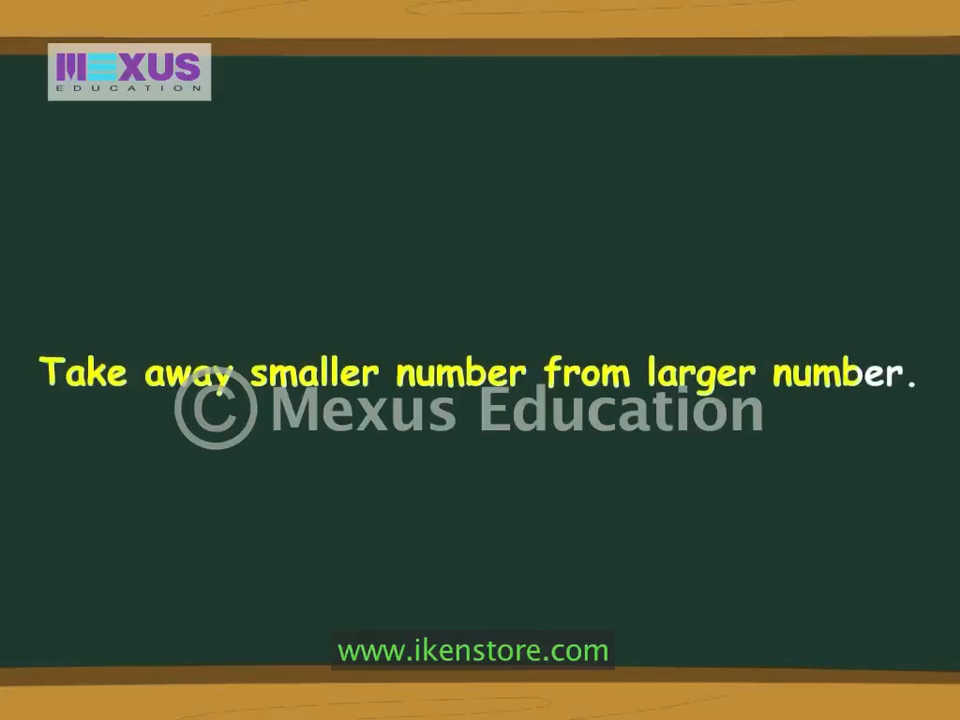 MEXUS
EDUCATION
Take away smaller number from larger number.
© Mexus Education
www.ikenstore.com